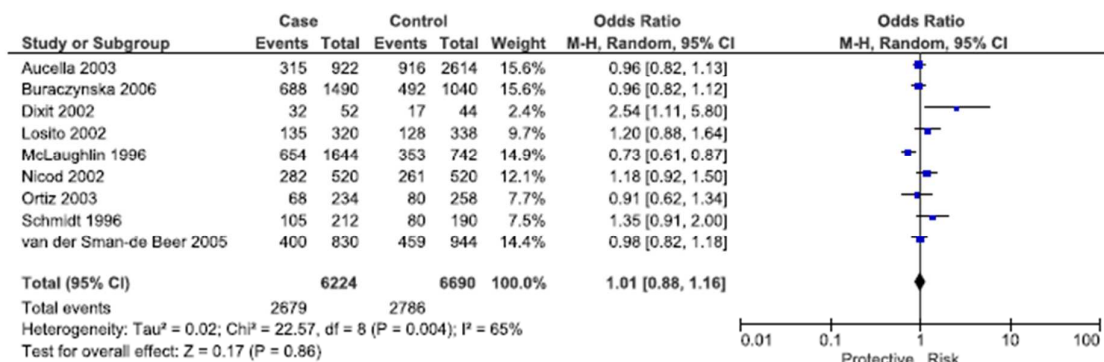 Case Control Odds Ratio Odds Ratio
Study or Subgroup Events Total Events Total Weight M-H, Random, 95% CI M-H, Random, 95% CI
Aucella 2003 315 922 916 2614 15.6% 0.96 [0.82, 1.13]
Buraczynska 2006 688 1490 492 1040 15.6% 0.96 [0.82, 1.12]
Dixit 2002 32 52 17 44 2.4% 2.54 [1.11, 5.80]
Losito 2002 135 320 128 338 9.7% 1.20 [0.88, 1.64]
McLaughlin 1996 654 1644 353 742 14.9% 0.73 [0.61, 0.87]
Nicod 2002 282 520 261 520 12.1% 1.18 [0.92, 1.50]
Ortiz 2003 68 234 80 258 7.7% 0.91 [0.62, 1.34]
Schmidt 1996 105 212 80 190 7.5% 1.35 [0.91, 2.00]
van der Sman-de Beer 2005 400 830 459 944 14.4% 0.98 [0.82, 1.18]
Total (95% CI) 6224 6690 100.0% 1.01 [0.88, 1.16]
Total events 2679 2786
Heterogeneity: Tau² = 0.02; Chi² = 22.57, df = 8 (P = 0.004); I² = 65%
Test for overall effect: Z = 0.17 (P = 0.86)
0.01 0.1 1 10 100
Protective Risk